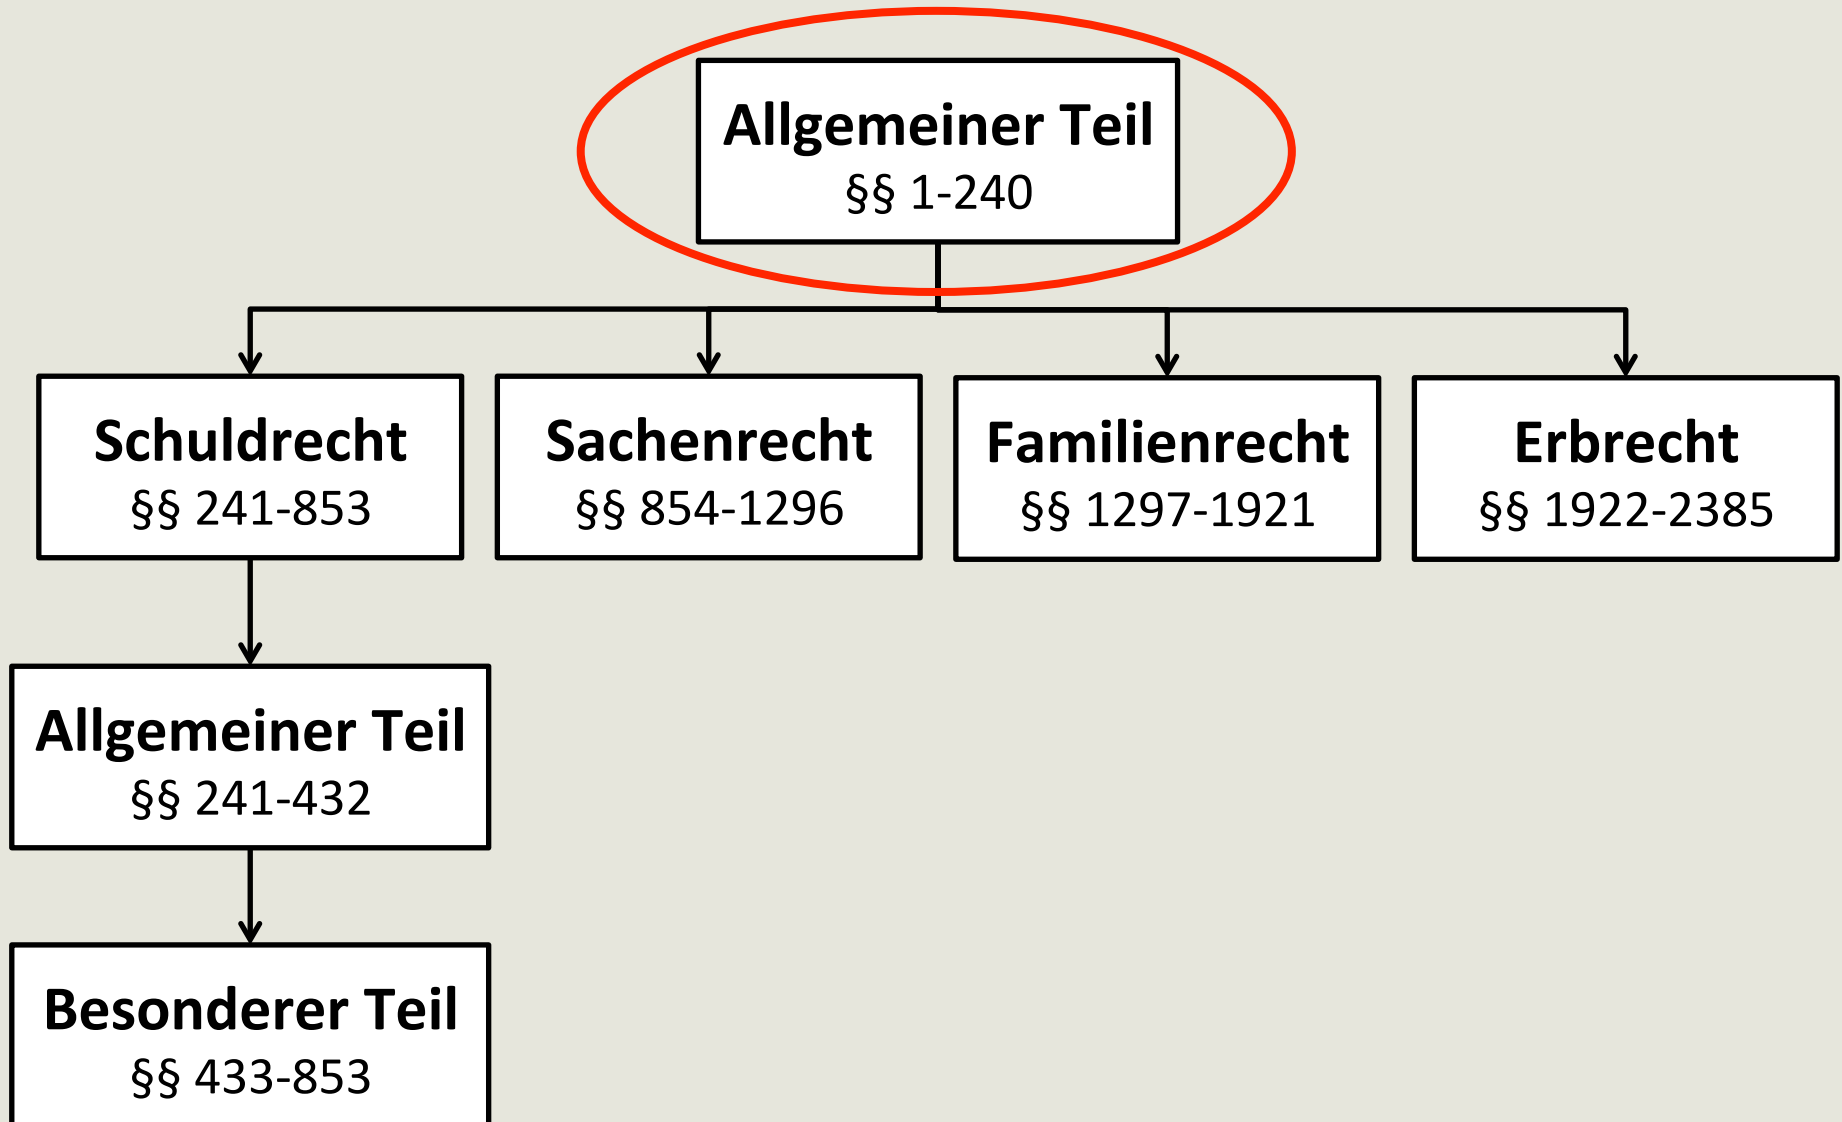 Allgemeiner Teil
§§ 1-240
Schuldrecht
§§ 241-853
Sachenrecht
§§ 854-1296
Familienrecht
§§ 1297-1921
Erbrecht
§§ 1922-2385
Allgemeiner Teil
§§ 241-432
Besonderer Teil
§§ 433-853